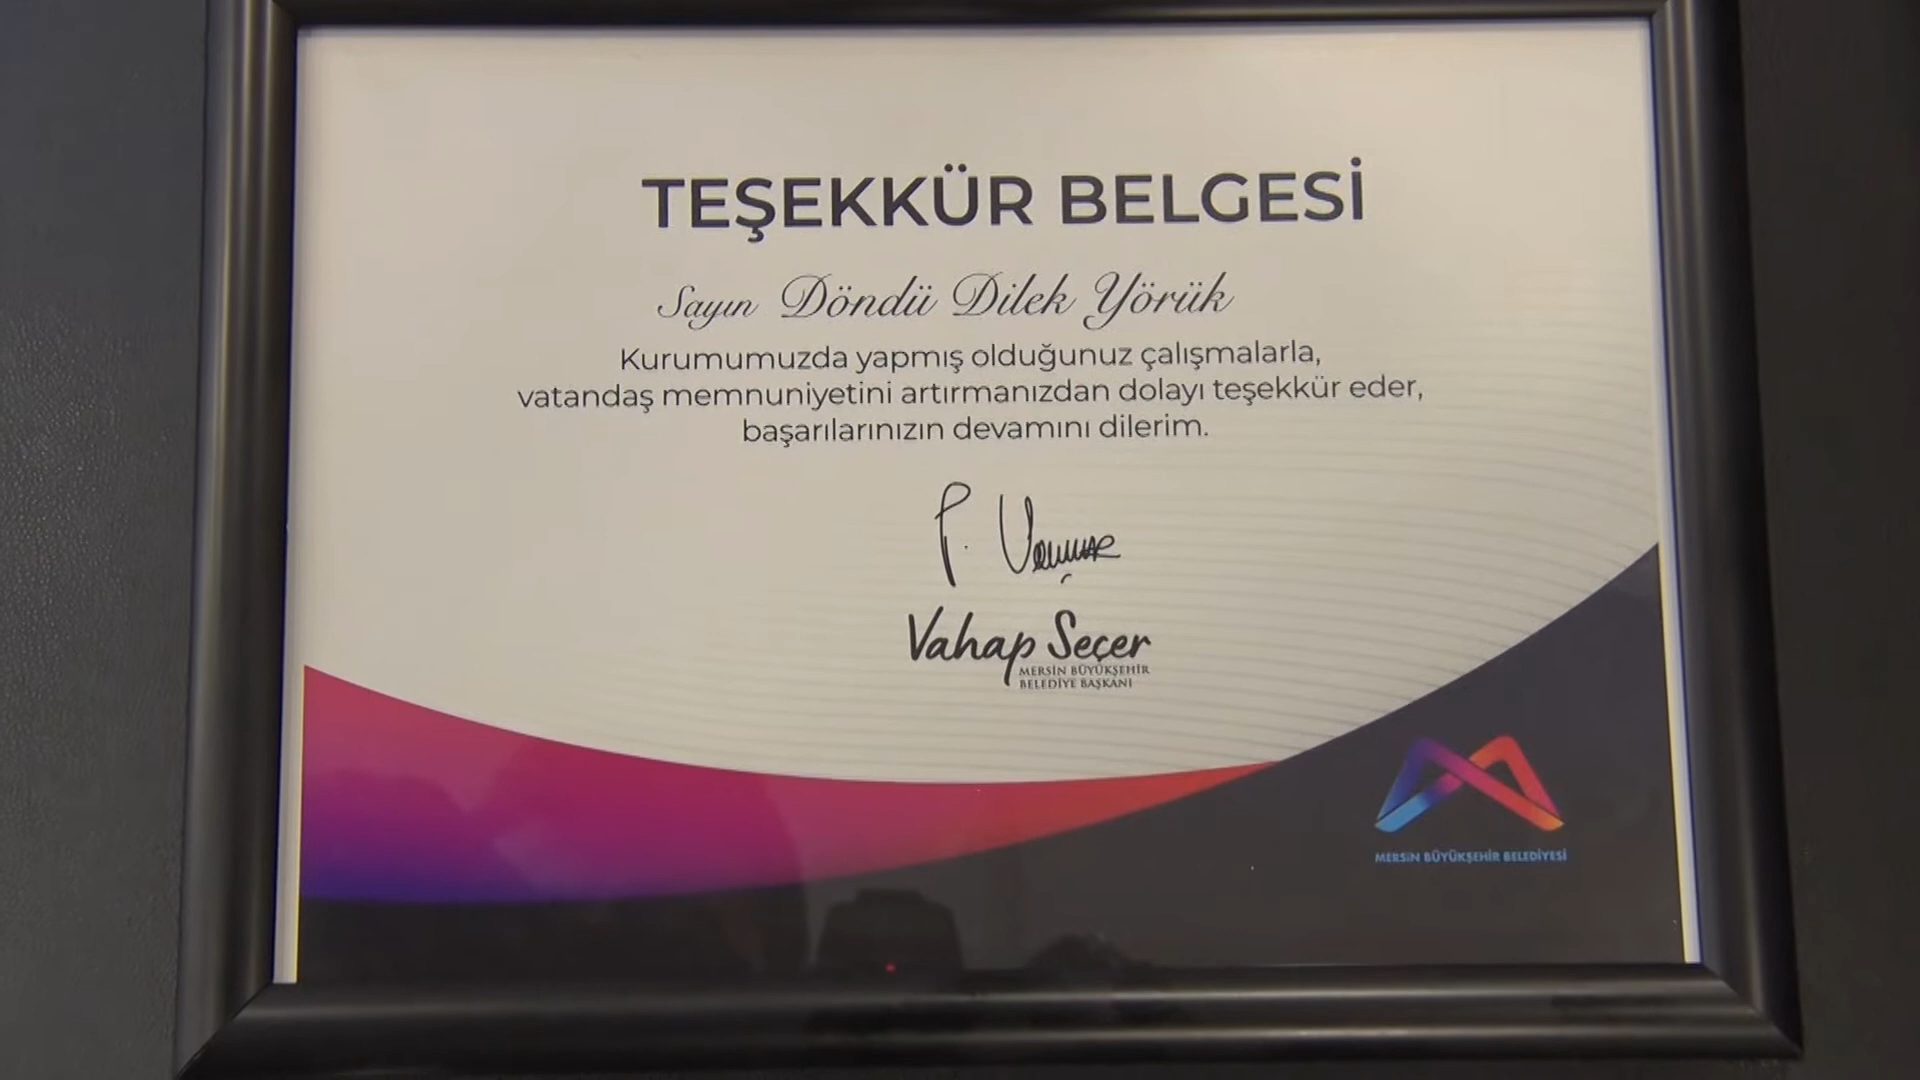 TEŞEKKÜR BELGESİ
Sayın Döndü Dilek Yörük
Kurumumuzda yapmış olduğunuz çalışmalarla,
vatandaş memnuniyetini artırmanızdan dolayı teşekkür eder,
başarılarınızın devamını dilerim.
Vahap Seçer
MERSİN BÜYÜKŞEHİR
BELEDİYE BAŞKANI
MERSİN BÜYÜKŞEHİR BELEDİYESİ